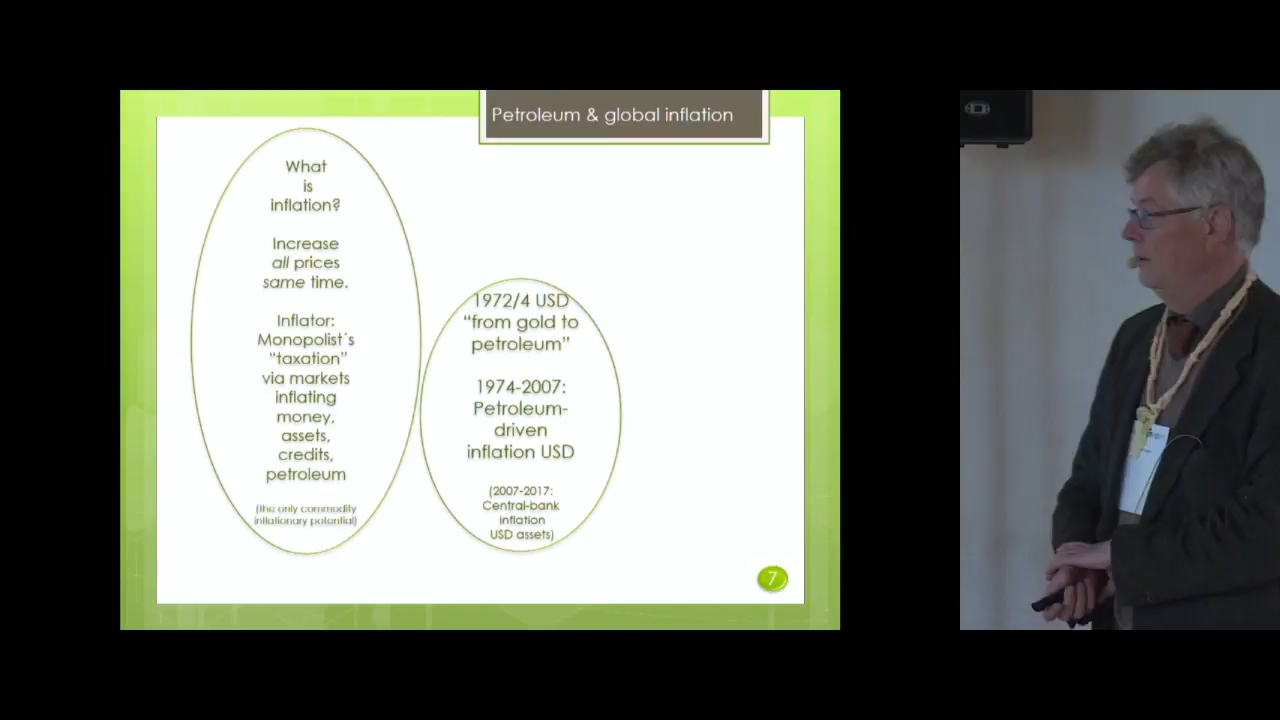 Petroleum & global inflation
What
is
inflation?
Increase
all prices
same time.
Inflator:
Monopolist´s
“taxation”
via markets
inflating
money,
assets,
credits,
petroleum
(the only commodity
inflationary potential)
1972/4 USD
“from gold to
petroleum”
1974-2007:
Petroleum-
driven
inflation USD
(2007-2017:
Central-bank
inflation
USD assets)
7